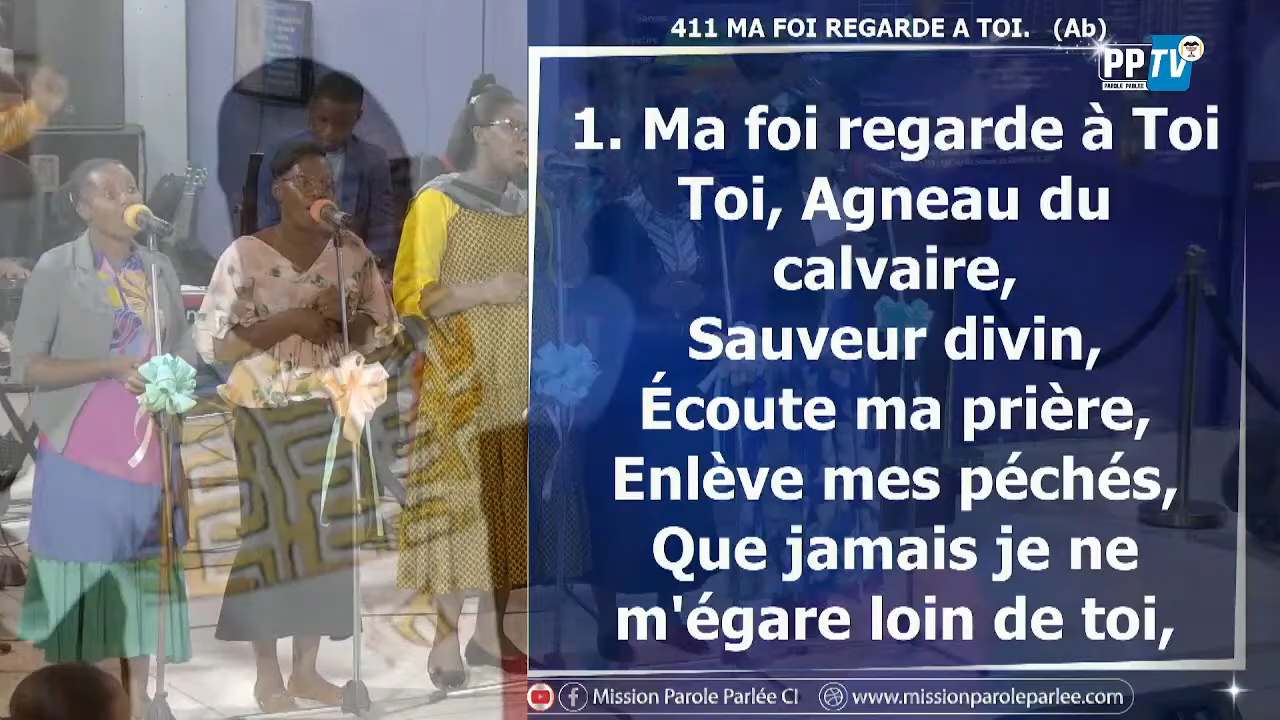 411 MA FOI REGARDE A TOI. (Ab)
PPTV
PAROLE PARLEE
1. Ma foi regarde à Toi
Toi, Agneau du
calvaire,
Sauveur divin,
Écoute ma prière,
Enlève mes péchés,
Que jamais je ne
m'égare loin de toi,
Mission Parole Parlée CI
www.missionparoleparlee.com